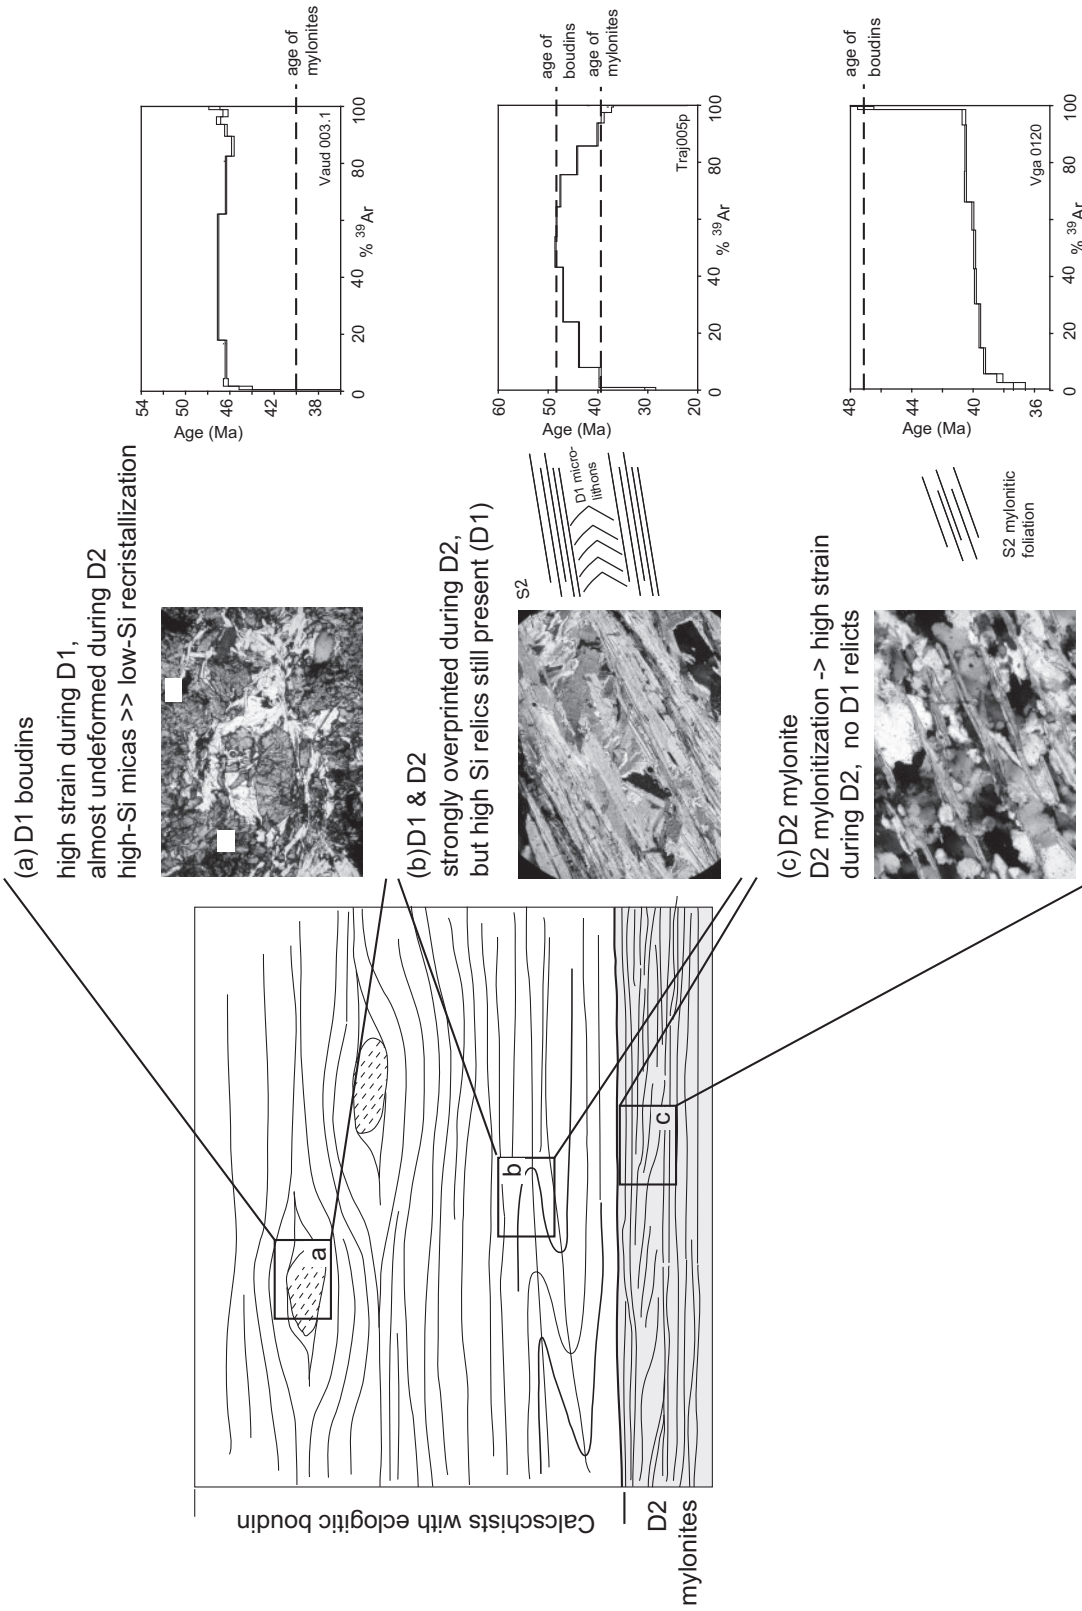 (a) D1 boudins
high strain during D1,
almost undeformed during D2
high-Si micas >> low-Si recristallization
54
50
46
42
38
Age (Ma)
0
20
40
60
80
100
% 39Ar
Vaud 003.1
age of
mylonites
(b)D1 & D2
strongly overprinted during D2,
but high Si relics still present (D1)
S2
D1 micro-
lithons
60
50
40
30
20
Age (Ma)
0
20
40
60
80
100
% 39Ar
Traj005p
age of
boudins
age of
mylonites
(c)D2 mylonite
D2 mylonitization -> high strain
during D2, no D1 relicts
S2 mylonitic
foliation
48
44
40
36
Age (Ma)
0
20
40
60
80
100
% 39Ar
Vga 0120
age of
boudins
Calcschists with eclogitic boudin
D2
mylonites
a
b
c